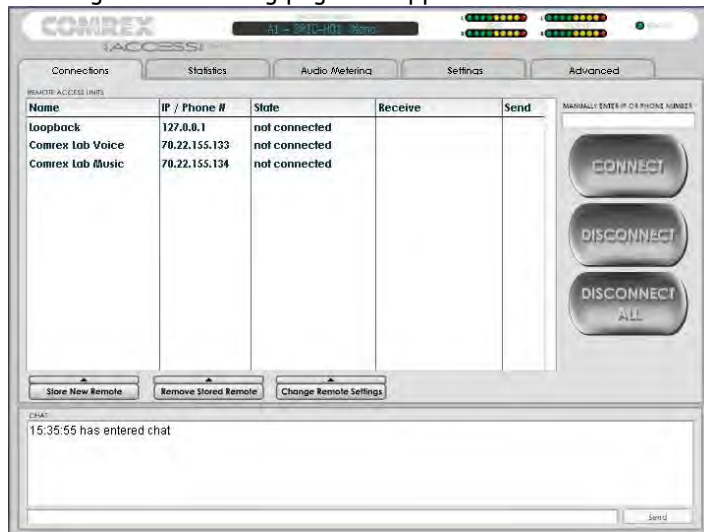 COMREX
ACCESS
Connections Statistics Audio Metering Settings Advanced
REMOTE ACCESS UNITS
Name IP / Phone # State Receive Send
MANUALLY ENTER IP OR PHONE NUMBER
Loopback 127.0.0.1 not connected
Comrex Lab Voice 70.22.155.133 not connected
Comrex Lab Music 70.22.155.134 not connected
CONNECT
DISCONNECT
DISCONNECT
ALL
Store New Remote Remove Stored Remote Change Remote Settings
CHAT
15:35:55 has entered chat
Send